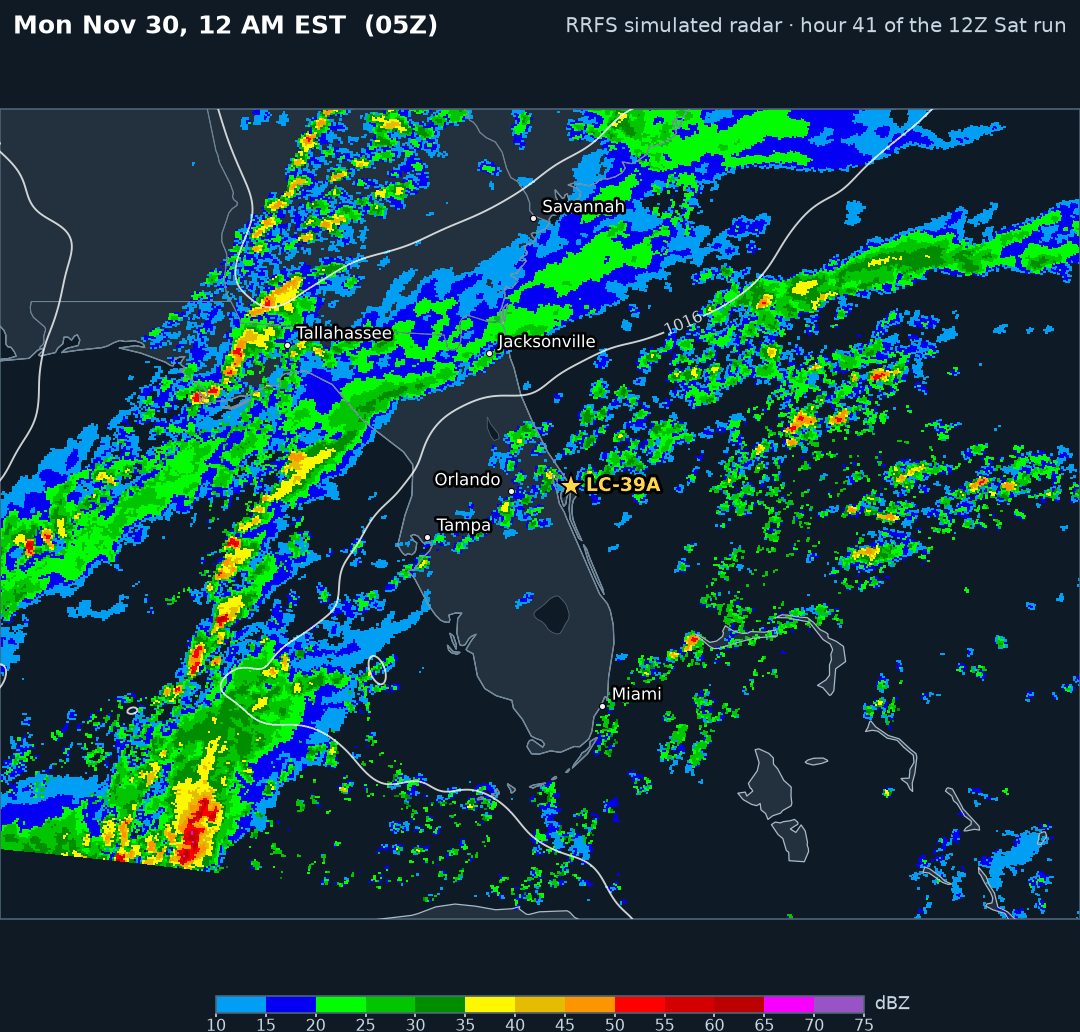 Mon Nov 30, 12 AM EST (05Z)
RRFS simulated radar · hour 41 of the 12Z Sat run
Savannah
1016
Tallahassee
Jacksonville
Orlando
LC-39A
Tampa
Miami
dBZ
10 15 20 25 30 35 40 45 50 55 60 65 70 75